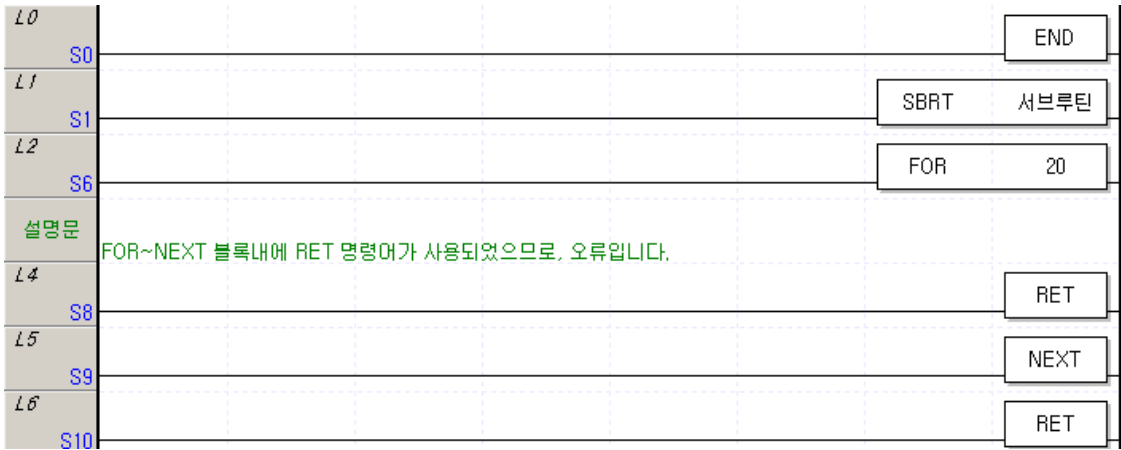 L0
END
S0
L1
SBRT 서브루틴
S1
L2
FOR 20
S6
설명문
FOR~NEXT 블록내에 RET 명령어가 사용되었으므로, 오류입니다.
L4
RET
S8
L5
NEXT
S9
L6
RET
S10